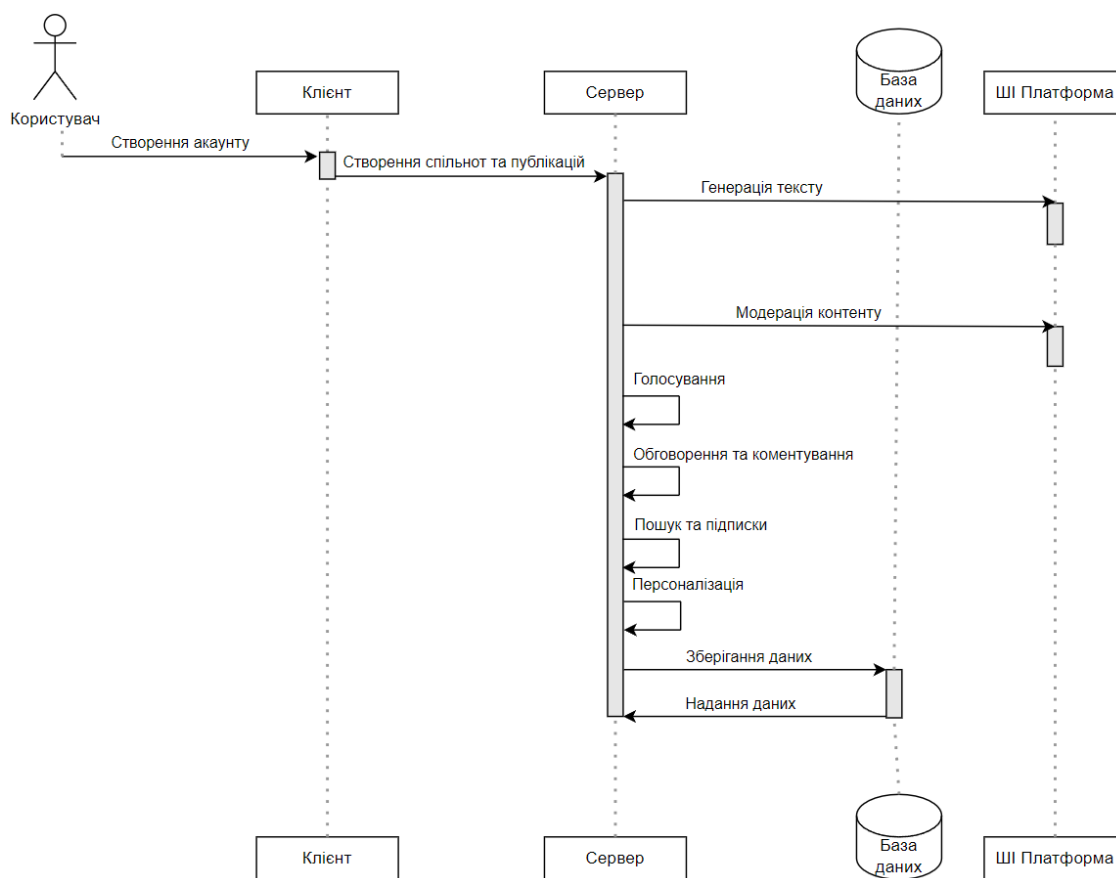 База
даних
Клієнт
Сервер
ШІ Платформа
Користувач
Створення акаунту
Створення спільнот та публікацій
Генерація тексту
Модерація контенту
Голосування
Обговорення та коментування
Пошук та підписки
Персоналізація
Зберігання даних
Надання даних
Клієнт
Сервер
База
даних
ШІ Платформа